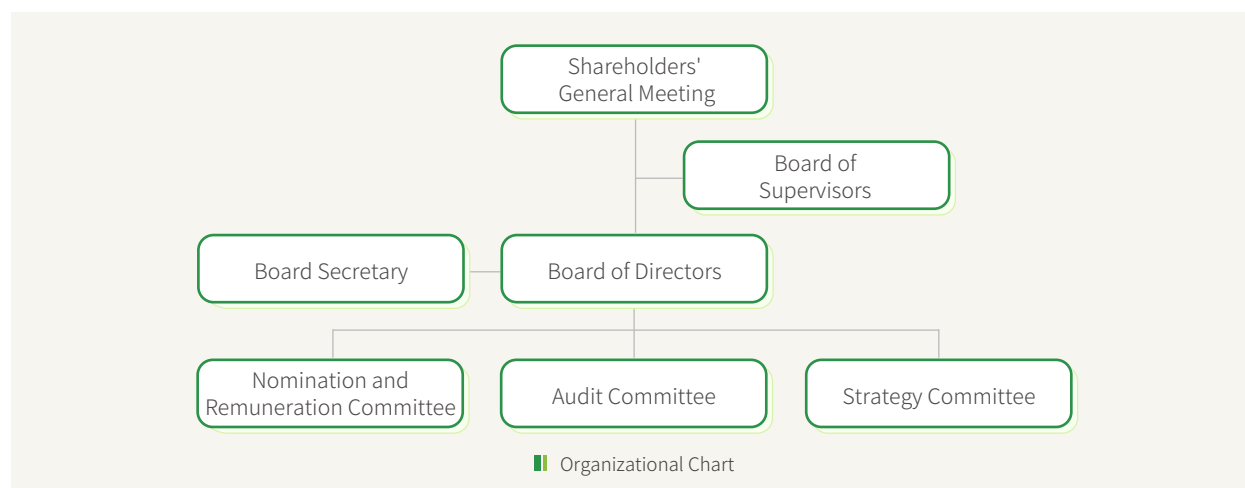 Shareholders'
General Meeting
Board of
Supervisors
Board Secretary
Board of Directors
Nomination and
Remuneration Committee
Audit Committee
Strategy Committee
Organizational Chart